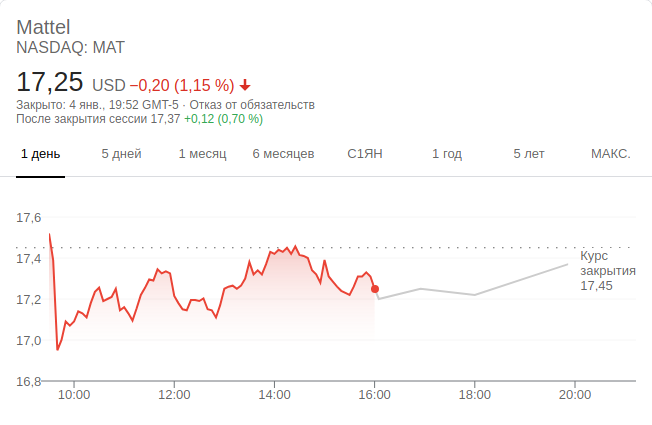 Mattel
NASDAQ: MAT
17,25 USD −0,20 (1,15 %)
Закрыто: 4 янв., 19:52 GMT-5 · Отказ от обязательств
После закрытия сессии 17,37 +0,12 (0,70 %)
1 день 5 дней 1 месяц 6 месяцев С1ЯН 1 год 5 лет МАКС.
17,6
17,4
17,2
17,0
16,8
Курс
закрытия
17,45
10:00 12:00 14:00 16:00 18:00 20:00